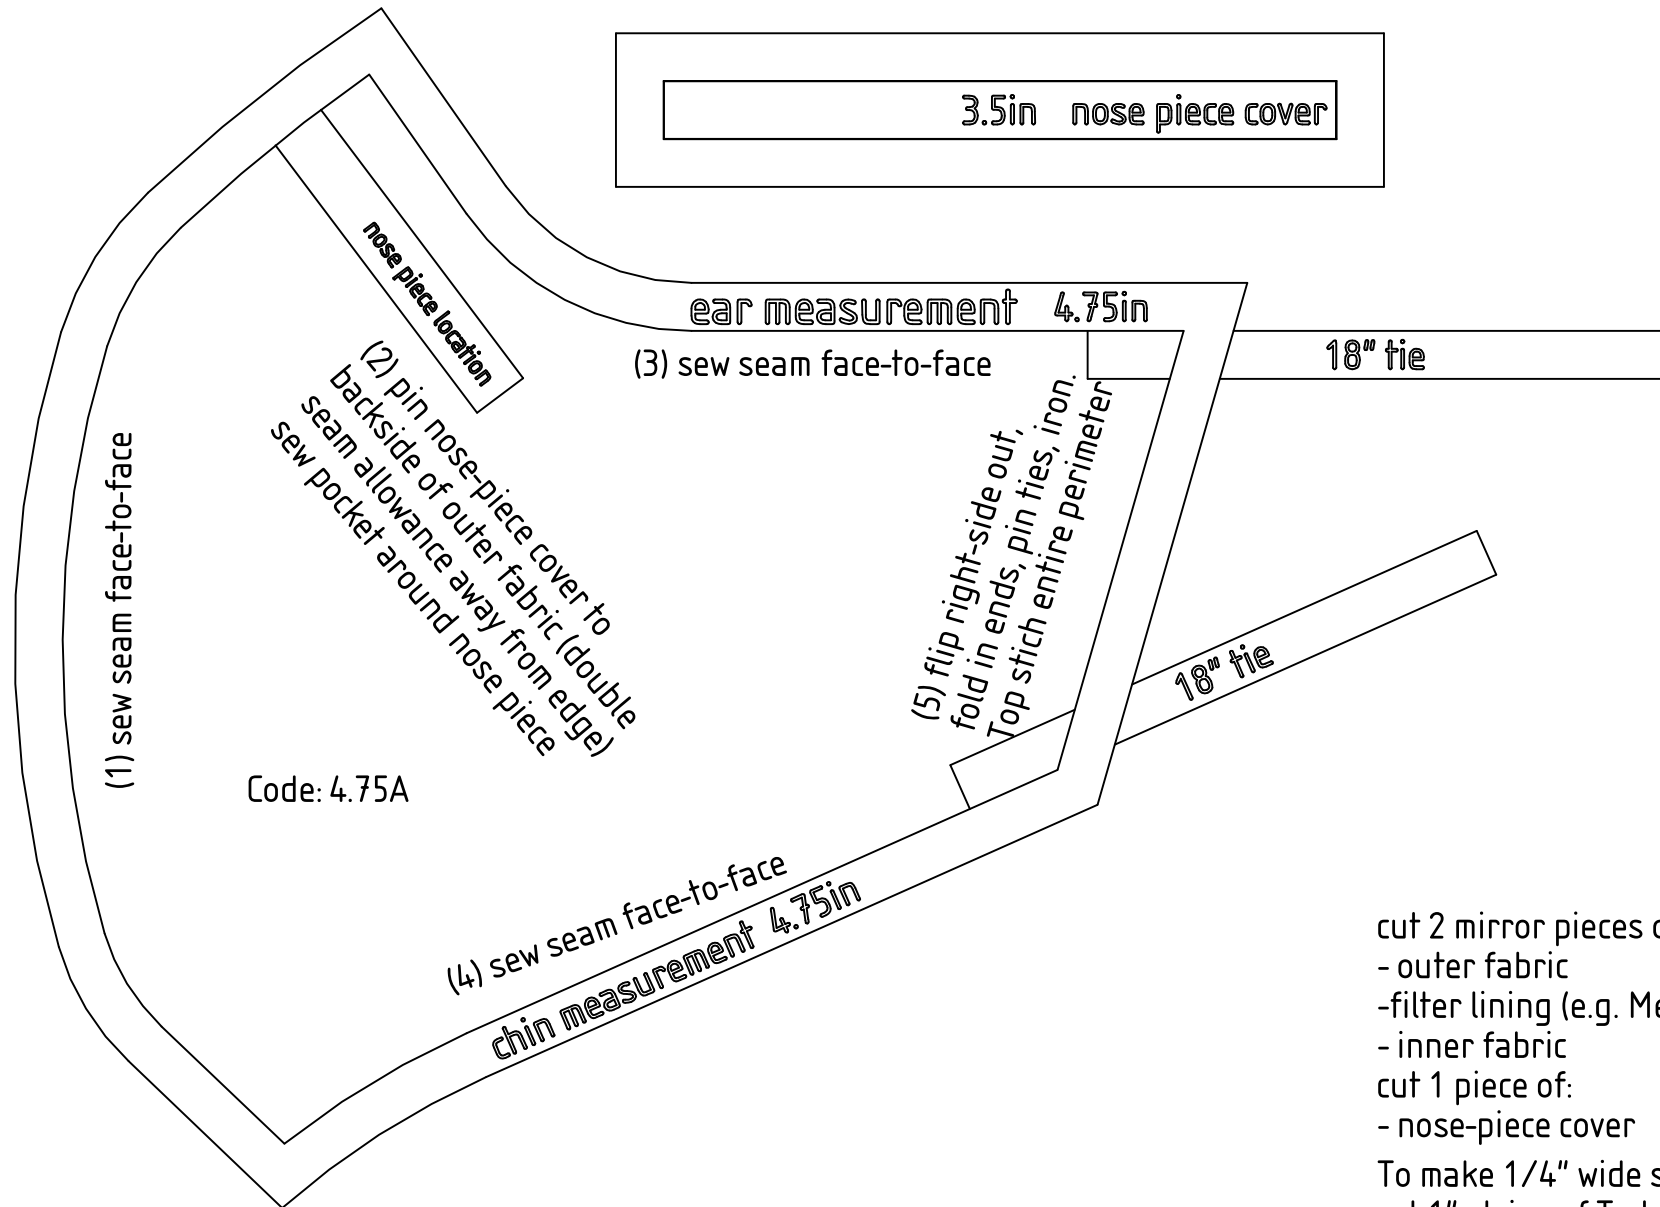 3.5in nose piece cover
nose piece location
ear measurement 4.75in
(3) sew seam face-to-face
18" tie
(2) pin nose-piece cover to
backside of outer fabric (double
seam allowance away from edge)
sew pocket around nose piece
(1) sew seam face-to-face
(5) flip right-side out,
fold in ends, pin ties, iron.
Top stich entire perimeter
18" tie
Code: 4.75A
(4) sew seam face-to-face
chin measurement 4.75in
cut 2 mirror pieces
- outer fabric
-filter lining (e.g.
- inner fabric
cut 1 piece of:
- nose-piece cover
To make 1/4" wide